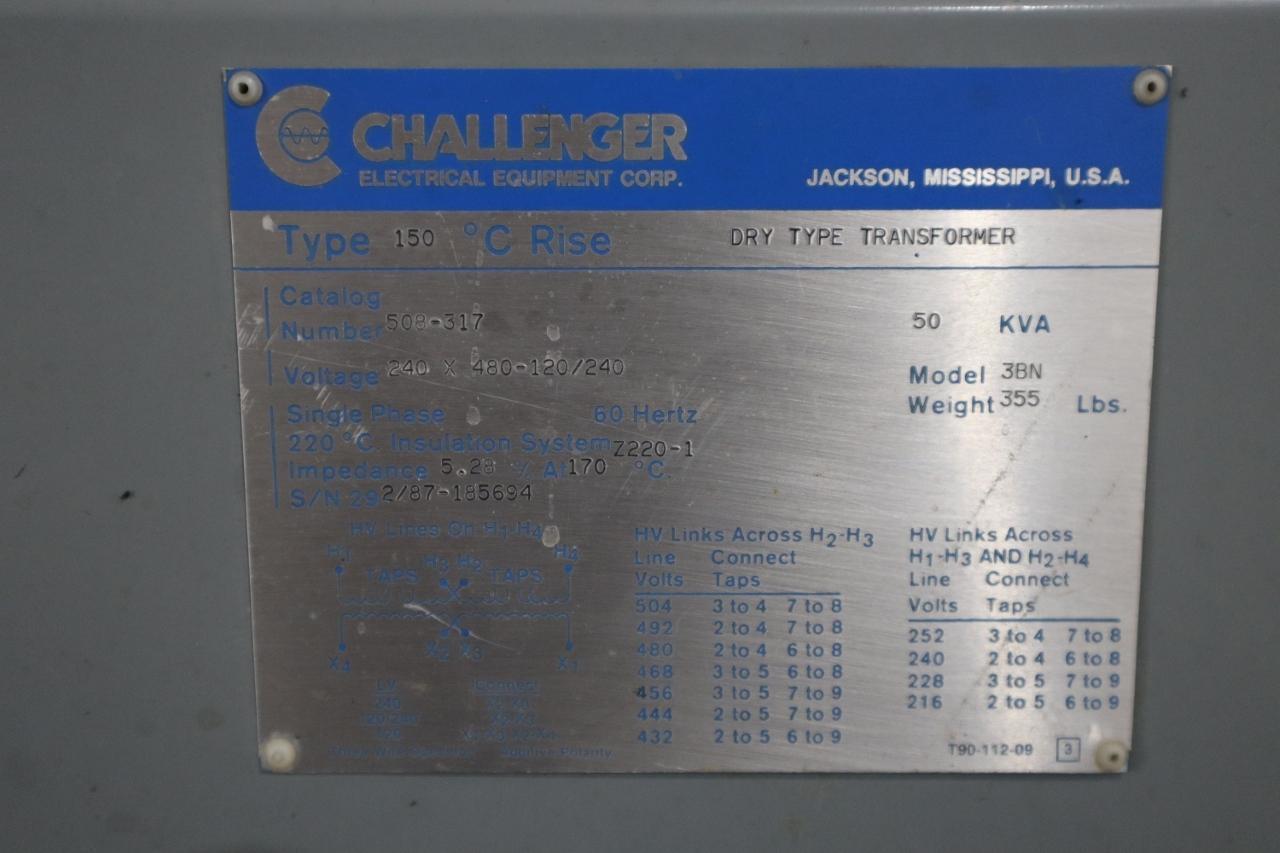 CHALLENGER
ELECTRICAL EQUIPMENT CORP.
JACKSON, MISSISSIPPI, U.S.A.
Type 150 °C Rise DRY TYPE TRANSFORMER
Catalog
Number 508-317 50 KVA
Voltage 240 X 480-120/240 Model 3BN
Weight 355 Lbs.
Single Phase 60 Hertz
220 °C. Insulation System Z220-1
Impedance 5.28 % At 170 °C.
S/N 29 2/87-185694
HV Lines On H1-H4
H1 H3 H2 H4
TAPS TAPS
X4 X2 X3 X1
LV Connect
240
Additive Polarity
HV Links Across H2-H3
Line Connect
Volts Taps
504 3 to 4 7 to 8
492 2 to 4 7 to 8
480 2 to 4 6 to 8
468 3 to 5 6 to 8
456 3 to 5 7 to 9
444 2 to 5 7 to 9
432 2 to 5 6 to 9
HV Links Across
H1-H3 AND H2-H4
Line Connect
Volts Taps
252 3 to 4 7 to 8
240 2 to 4 6 to 8
228 3 to 5 7 to 9
216 2 to 5 6 to 9
T90-112-09 3